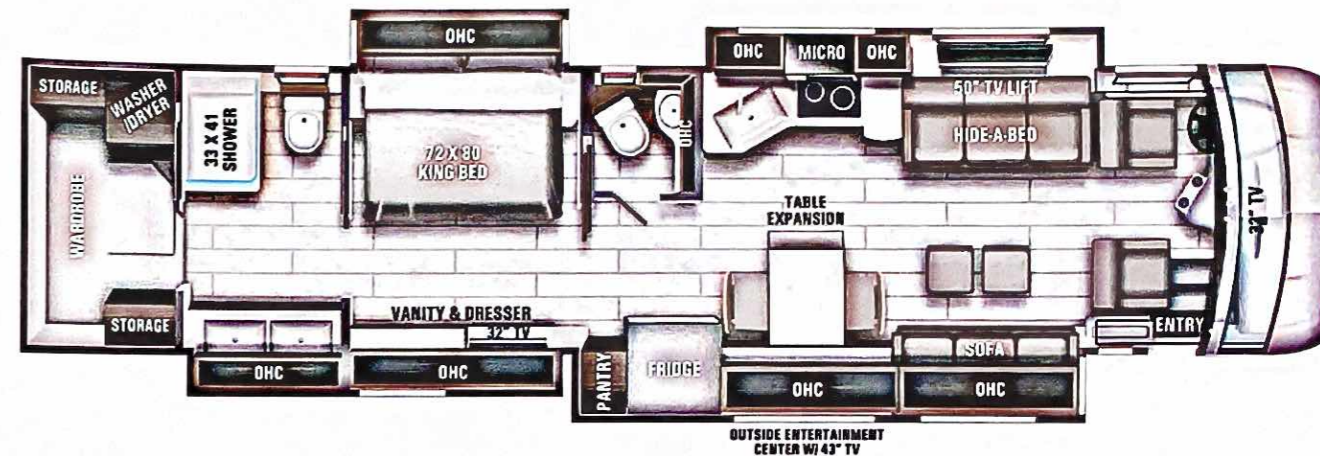 OHC
OHC
MICRO
OHC
STORAGE
WASHER
/DRYER
33 X 41
SHOWER
72 X 80
KING BED
OHC
50" TV LIFT
HIDE-A-BED
WARDROBE
TABLE
EXPANSION
32" TV
STORAGE
VANITY & DRESSER
32" TV
ENTRY
OHC
OHC
PANTRY
FRIDGE
SOFA
OHC
OHC
OUTSIDE ENTERTAINMENT
CENTER W/ 43" TV